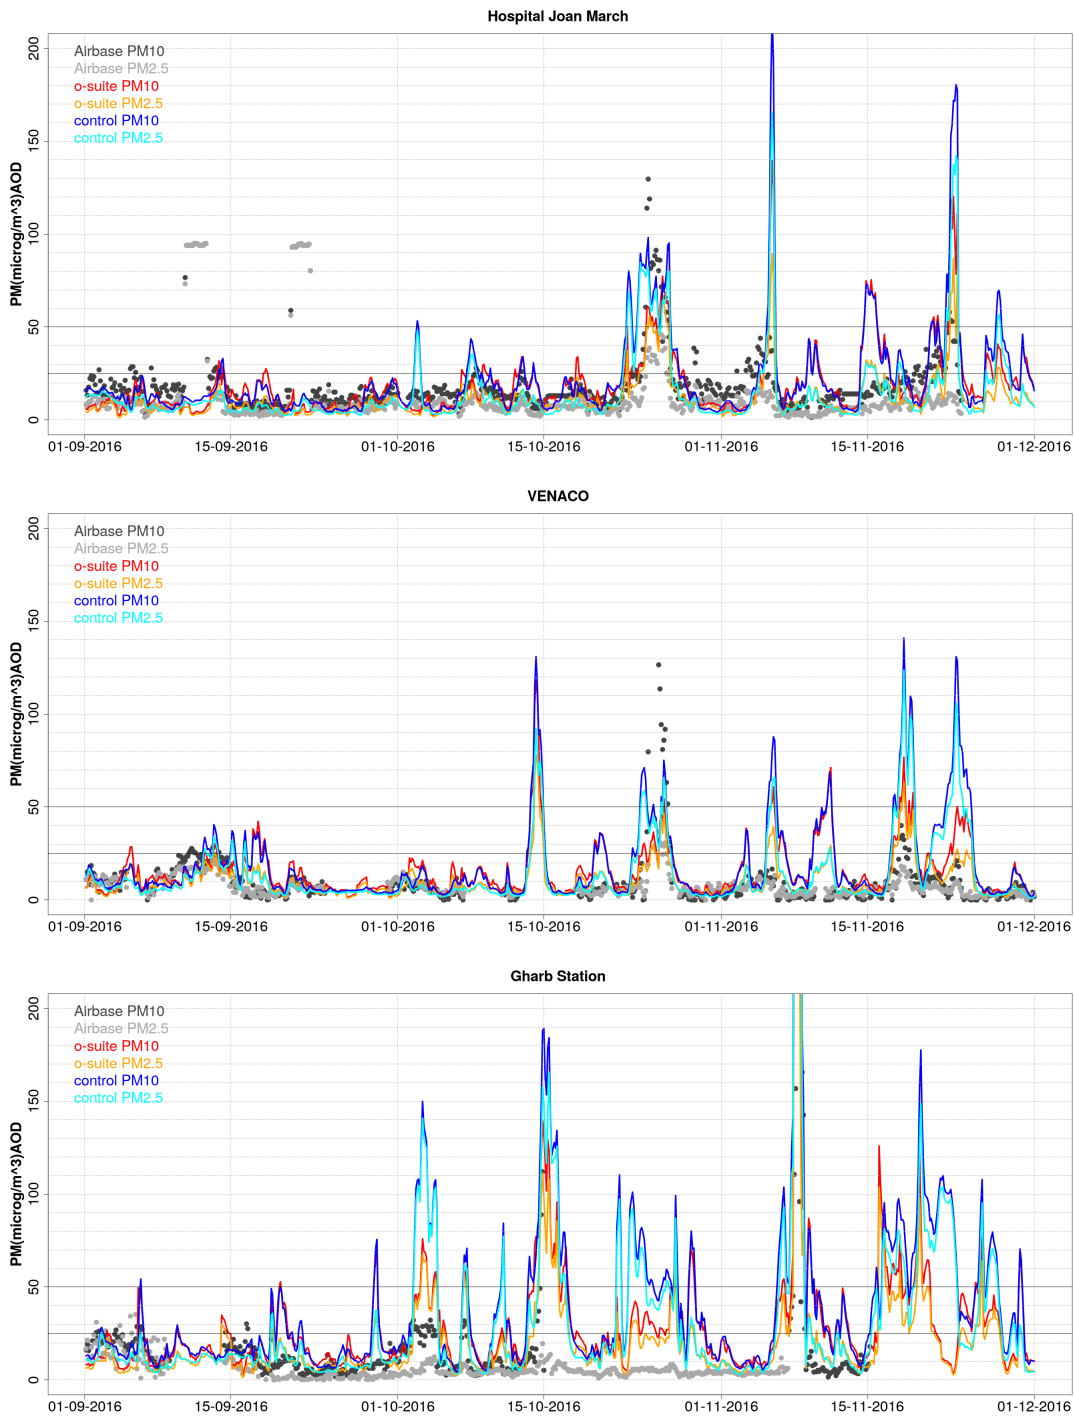 Hospital Joan March
PM(microg/m^3)AOD
200
150
100
50
0
Airbase PM10
Airbase PM2.5
o-suite PM10
o-suite PM2.5
control PM10
control PM2.5
01-09-2016 15-09-2016 01-10-2016 15-10-2016 01-11-2016 15-11-2016 01-12-2016
VENACO
PM(microg/m^3)AOD
200
150
100
50
0
Airbase PM10
Airbase PM2.5
o-suite PM10
o-suite PM2.5
control PM10
control PM2.5
01-09-2016 15-09-2016 01-10-2016 15-10-2016 01-11-2016 15-11-2016 01-12-2016
Gharb Station
PM(microg/m^3)AOD
200
150
100
50
0
Airbase PM10
Airbase PM2.5
o-suite PM10
o-suite PM2.5
control PM10
control PM2.5
01-09-2016 15-09-2016 01-10-2016 15-10-2016 01-11-2016 15-11-2016 01-12-2016